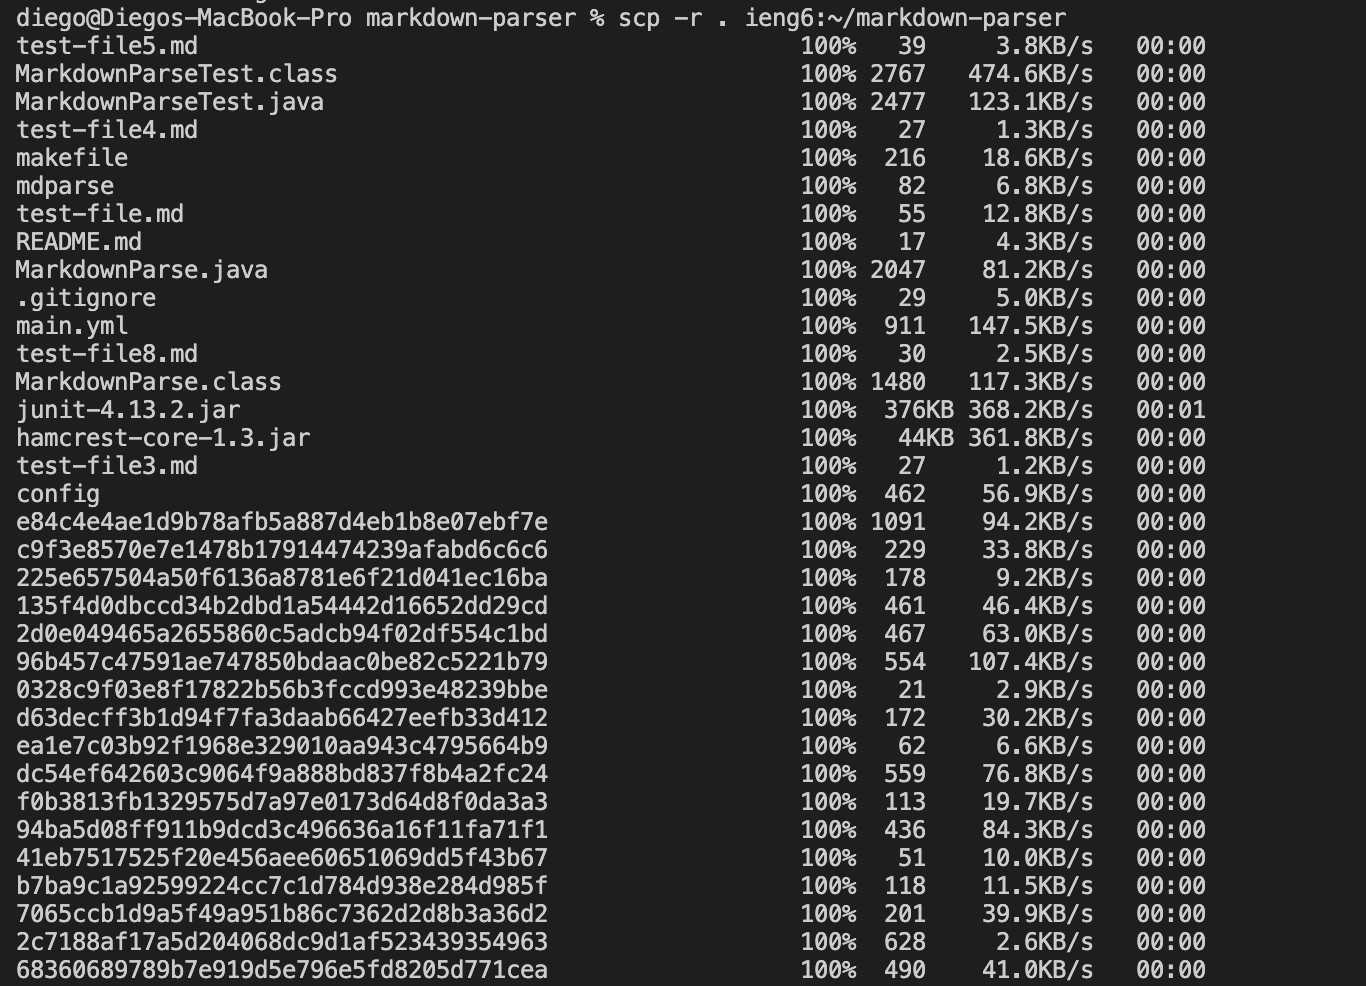 diego@Diegos-MacBook-Pro markdown-parser % scp -r . ieng6:~/markdown-parser
test-file5.md 100% 39 3.8KB/s 00:00
MarkdownParseTest.class 100% 2767 474.6KB/s 00:00
MarkdownParseTest.java 100% 2477 123.1KB/s 00:00
test-file4.md 100% 27 1.3KB/s 00:00
makefile 100% 216 18.6KB/s 00:00
mdparse 100% 82 6.8KB/s 00:00
test-file.md 100% 55 12.8KB/s 00:00
README.md 100% 17 4.3KB/s 00:00
MarkdownParse.java 100% 2047 81.2KB/s 00:00
.gitignore 100% 29 5.0KB/s 00:00
main.yml 100% 911 147.5KB/s 00:00
test-file8.md 100% 30 2.5KB/s 00:00
MarkdownParse.class 100% 1480 117.3KB/s 00:00
junit-4.13.2.jar 100% 376KB 368.2KB/s 00:01
hamcrest-core-1.3.jar 100% 44KB 361.8KB/s 00:00
test-file3.md 100% 27 1.2KB/s 00:00
config 100% 462 56.9KB/s 00:00
e84c4e4ae1d9b78afb5a887d4eb1b8e07ebf7e 100% 1091 94.2KB/s 00:00
c9f3e8570e7e1478b17914474239afabd6c6c6 100% 229 33.8KB/s 00:00
225e657504a50f6136a8781e6f21d041ec16ba 100% 178 9.2KB/s 00:00
135f4d0dbccd34b2dbd1a54442d16652dd29cd 100% 461 46.4KB/s 00:00
2d0e049465a2655860c5adcb94f02df554c1bd 100% 467 63.0KB/s 00:00
96b457c47591ae747850bdaac0be82c5221b79 100% 554 107.4KB/s 00:00
0328c9f03e8f17822b56b3fccd993e48239bbe 100% 21 2.9KB/s 00:00
d63decff3b1d94f7fa3daab66427eefb33d412 100% 172 30.2KB/s 00:00
ea1e7c03b92f1968e329010aa943c4795664b9 100% 62 6.6KB/s 00:00
dc54ef642603c9064f9a888bd837f8b4a2fc24 100% 559 76.8KB/s 00:00
f0b3813fb1329575d7a97e0173d64d8f0da3a3 100% 113 19.7KB/s 00:00
94ba5d08ff911b9dcd3c496636a16f11fa71f1 100% 436 84.3KB/s 00:00
41eb7517525f20e456aee60651069dd5f43b67 100% 51 10.0KB/s 00:00
b7ba9c1a92599224cc7c1d784d938e284d985f 100% 118 11.5KB/s 00:00
7065ccb1d9a5f49a951b86c7362d2d8b3a36d2 100% 201 39.9KB/s 00:00
2c7188af17a5d204068dc9d1af523439354963 100% 628 2.6KB/s 00:00
68360689789b7e919d5e796e5fd8205d771cea 100% 490 41.0KB/s 00:00